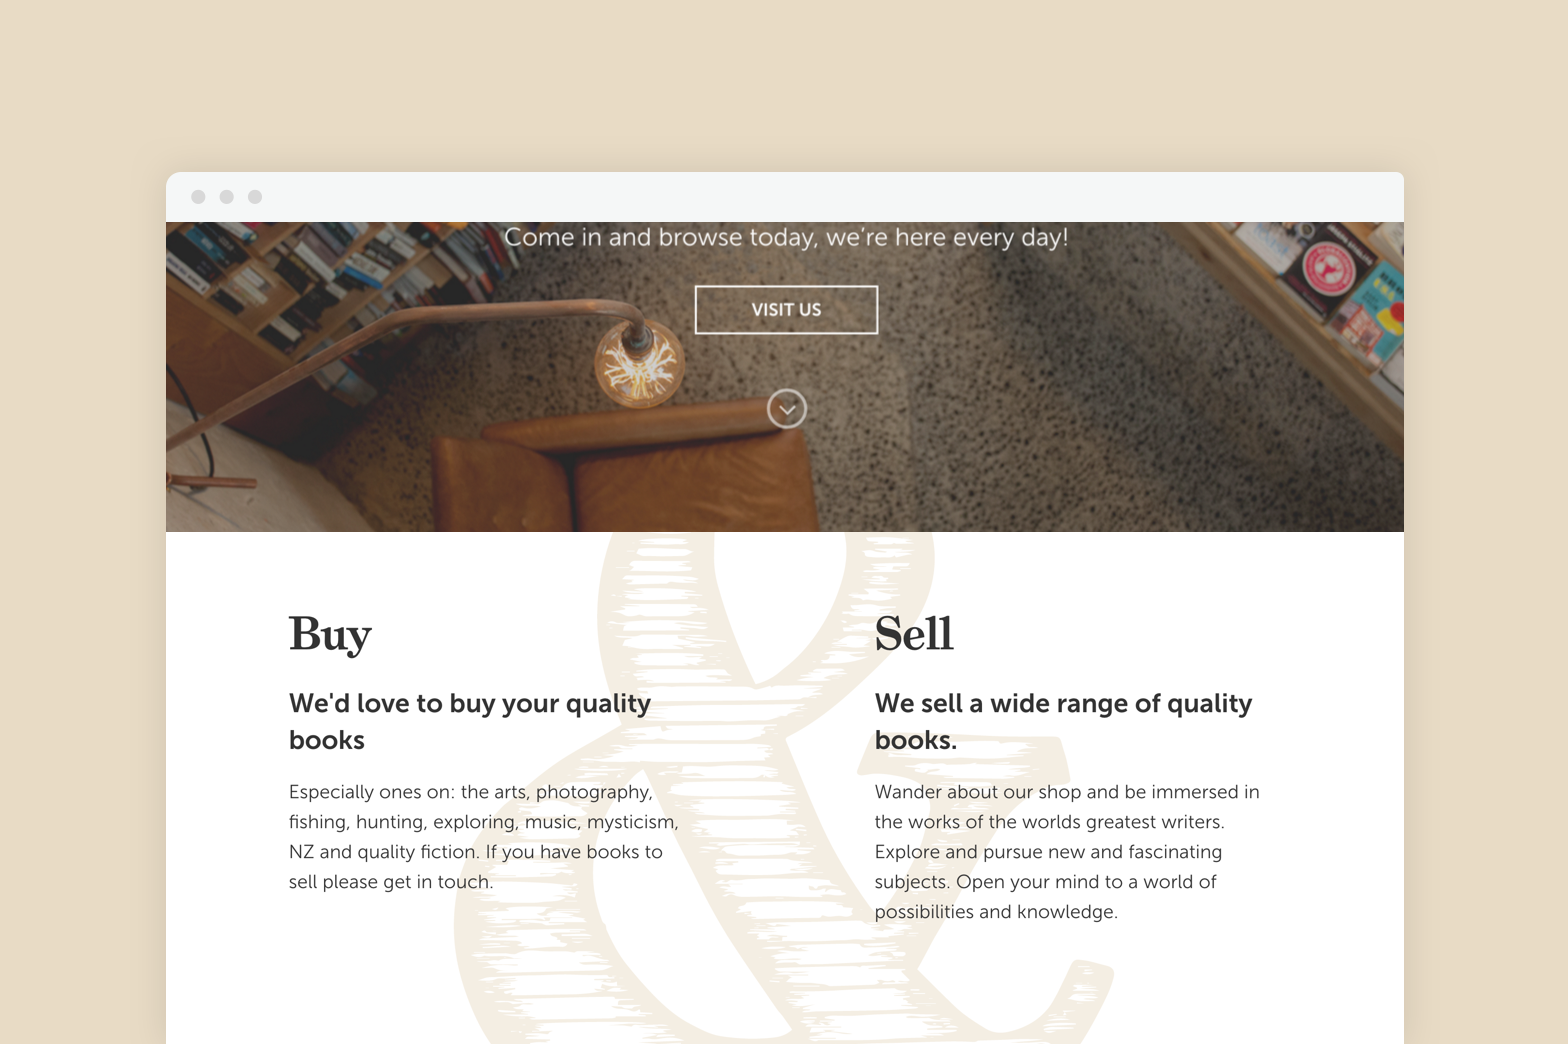 Come in and browse today, we’re here every day!
VISIT US
Buy
We'd love to buy your quality
books
Especially ones on: the arts, photography,
fishing, hunting, exploring, music, mysticism,
NZ and quality fiction. If you have books to
sell please get in touch.
Sell
We sell a wide range of quality
books.
Wander about our shop and be immersed in
the works of the worlds greatest writers.
Explore and pursue new and fascinating
subjects. Open your mind to a world of
possibilities and knowledge.
&